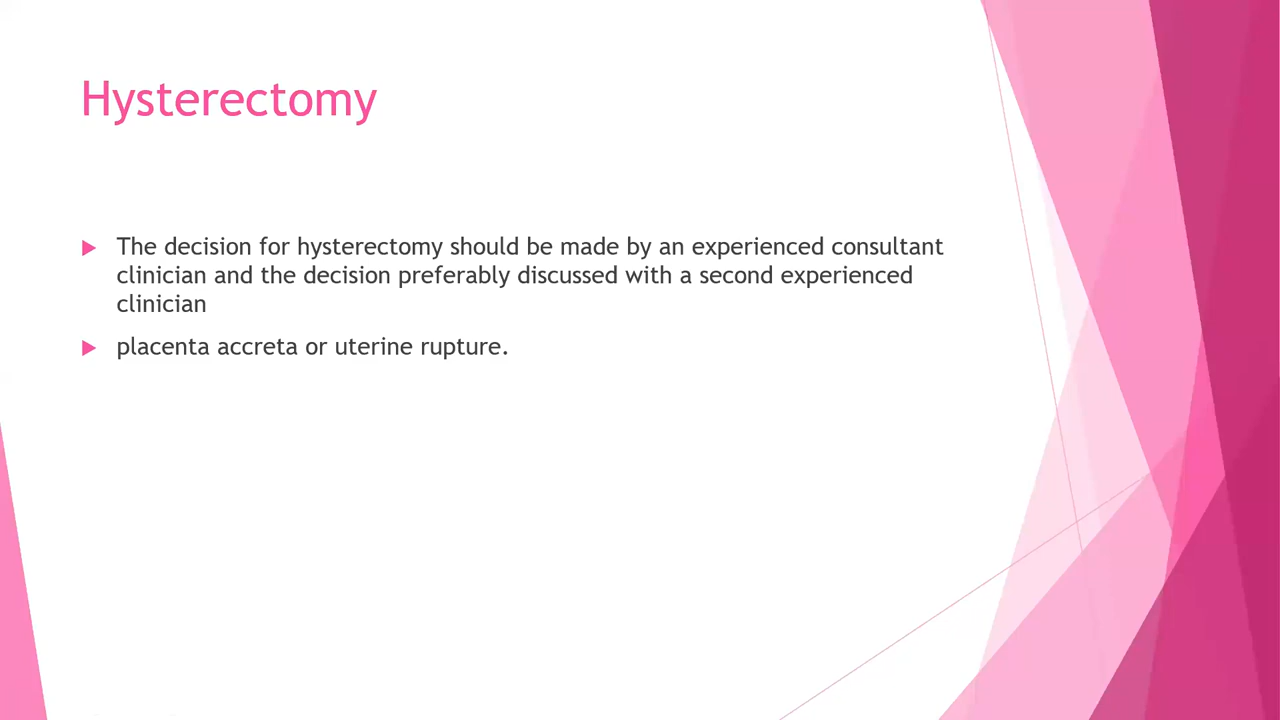 Hysterectomy
The decision for hysterectomy should be made by an experienced consultant
clinician and the decision preferably discussed with a second experienced
clinician
placenta accreta or uterine rupture.